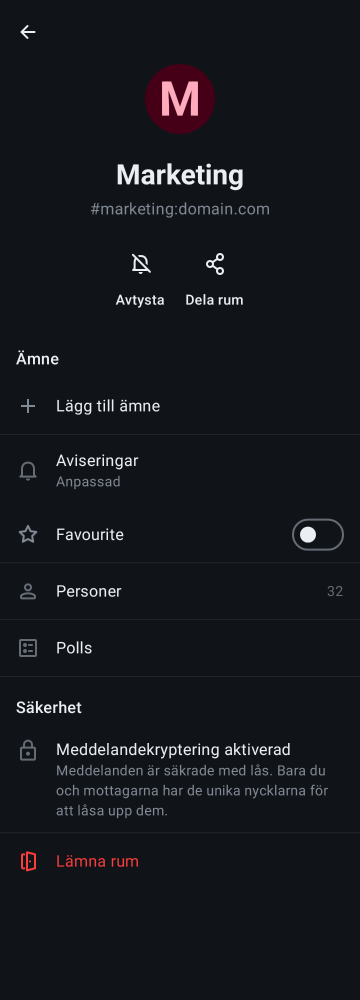 M
Marketing
#marketing:domain.com
Avtysta
Dela rum
Ämne
Lägg till ämne
Aviseringar
Anpassad
Favourite
Personer
32
Polls
Säkerhet
Meddelandekryptering aktiverad
Meddelanden är säkrade med lås. Bara du
och mottagarna har de unika nycklarna för
att låsa upp dem.
Lämna rum